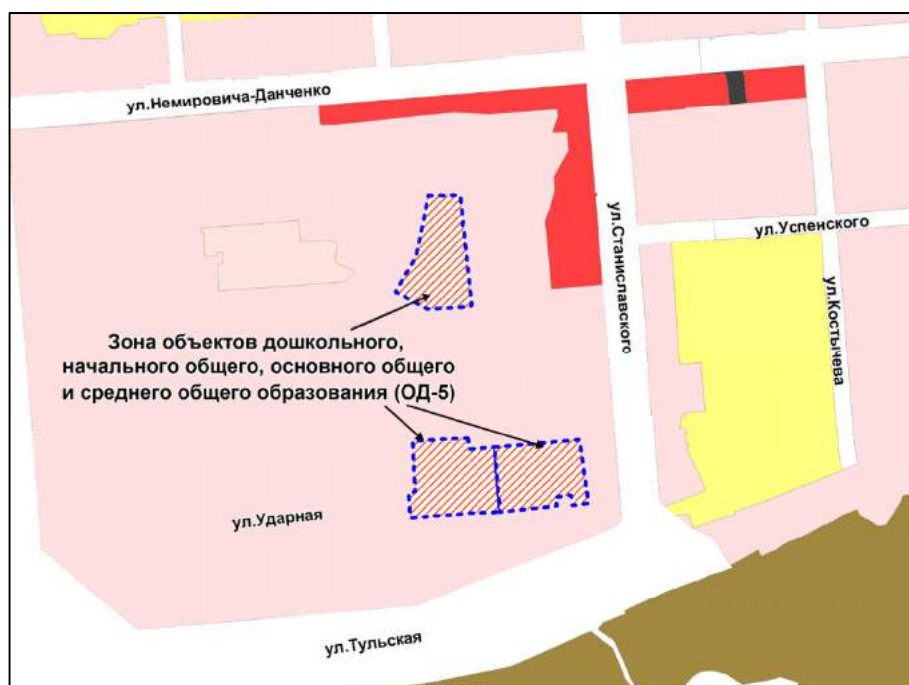 ул.Немировича-Данченко
ул.Станиславского
ул.Успенского
ул.Костычева
Зона объектов дошкольного,
начального общего, основного общего
и среднего общего образования (ОД-5)
ул.Ударная
ул.Тульская